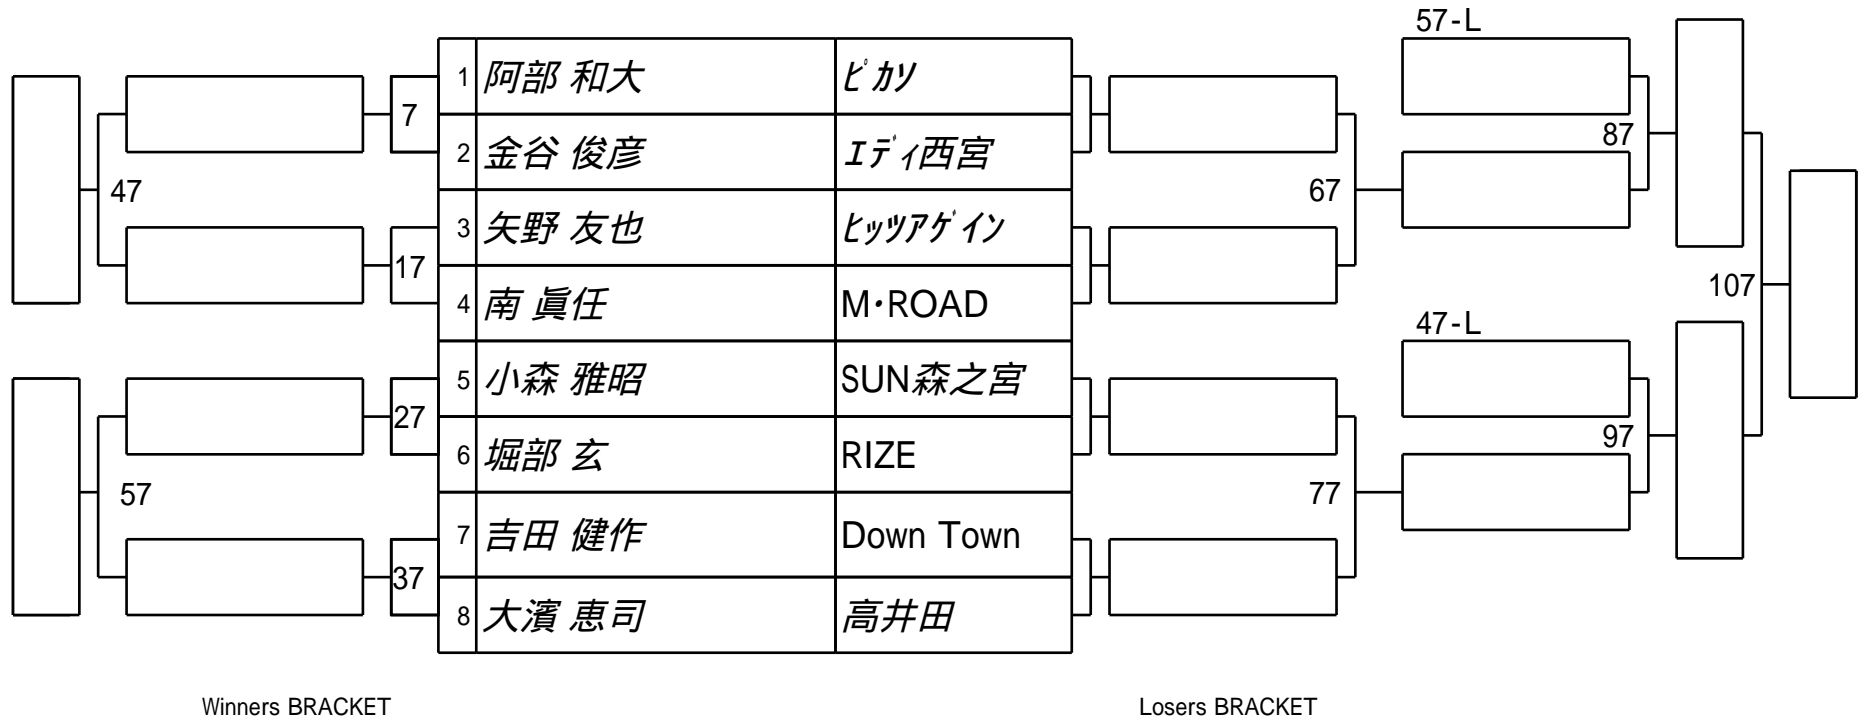 57-L
1 阿部 和大 ﾋﾟｶｿ
7
87
2 金谷 俊彦 ｴﾃﾞｨ西宮
47
67
3 矢野 友也 ﾋｯﾂｱｹﾞｲﾝ
17
4 南 眞任 M・ROAD
107
47-L
5 小森 雅昭 SUN森之宮
27
97
6 堀部 玄 RIZE
57
77
7 吉田 健作 Down Town
37
8 大濱 恵司 高井田
Winners BRACKET
Losers BRACKET